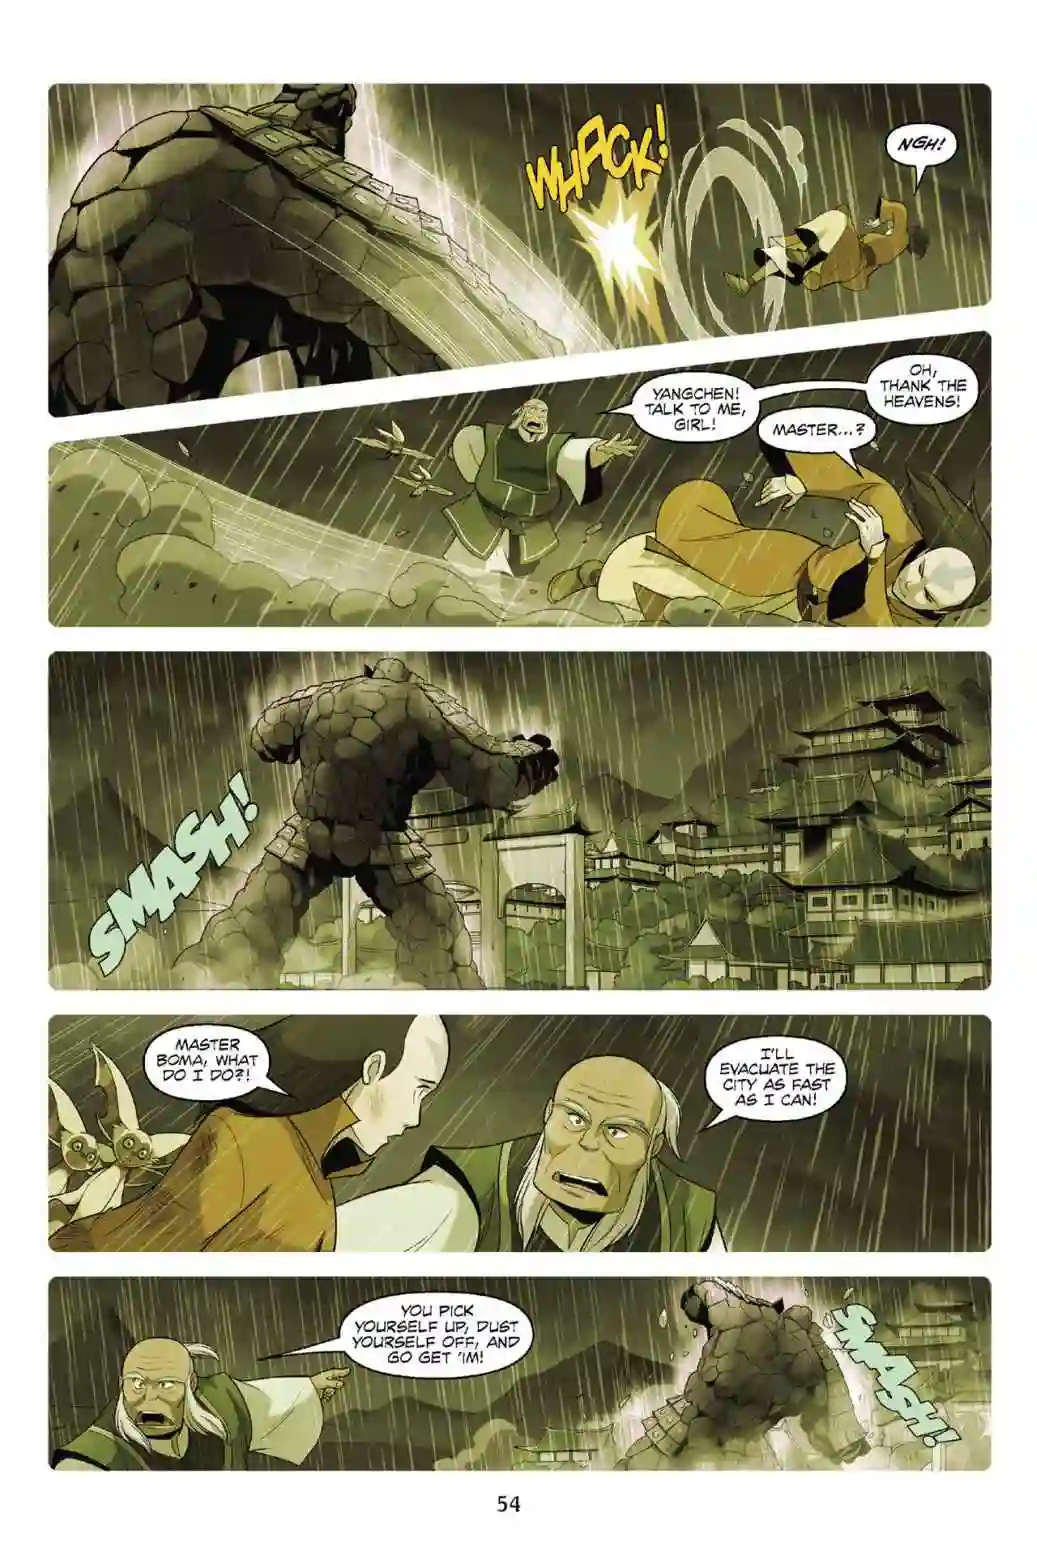 WHACK!
NGH!
YANGCHEN!
TALK TO ME,
GIRL!
OH,
THANK THE
HEAVENS!
MASTER...?
SMASH!
MASTER
BOMA, WHAT
DO I DO?!
I'LL
EVACUATE THE
CITY AS FAST
AS I CAN!
YOU PICK
YOURSELF UP, DUST
YOURSELF OFF, AND
GO GET 'IM!
SMASH!
54